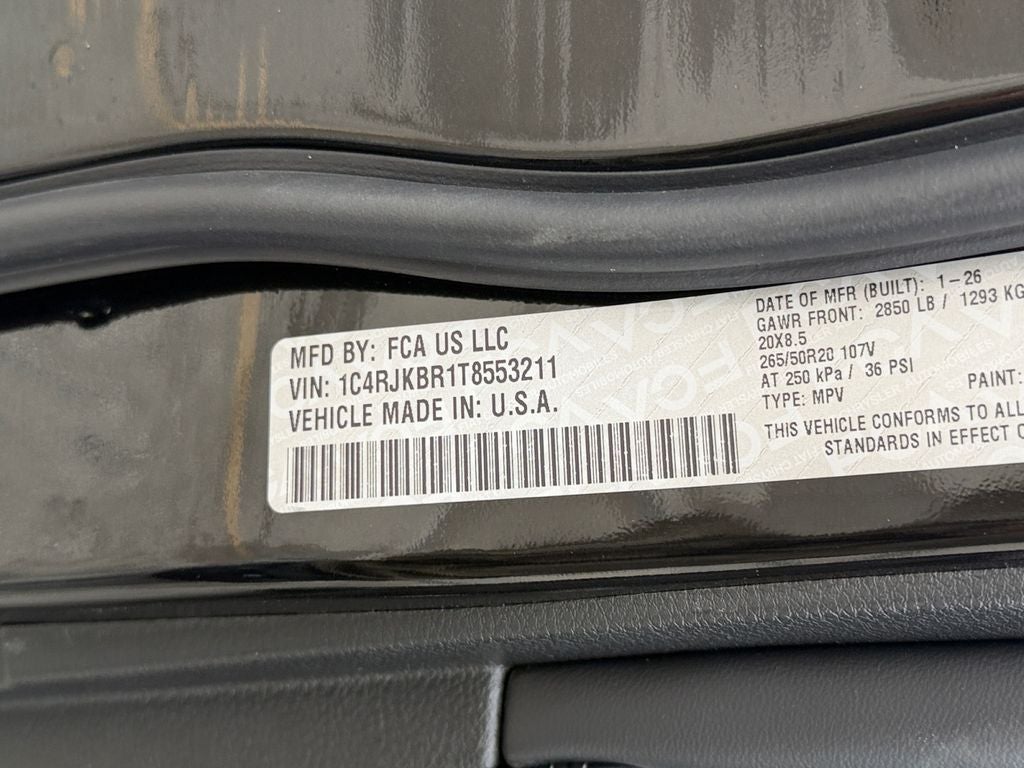 MFD BY: FCA US LLC
VIN: 1C4RJKBR1T8553211
VEHICLE MADE IN: U.S.A.
DATE OF MFR (BUILT): 1-26
GAWR FRONT: 2850 LB / 1293 KG
20X8.5
265/50R20 107V
AT 250 kPa / 36 PSI
TYPE: MPV
PAINT:
THIS VEHICLE CONFORMS TO ALL
STANDARDS IN EFFECT